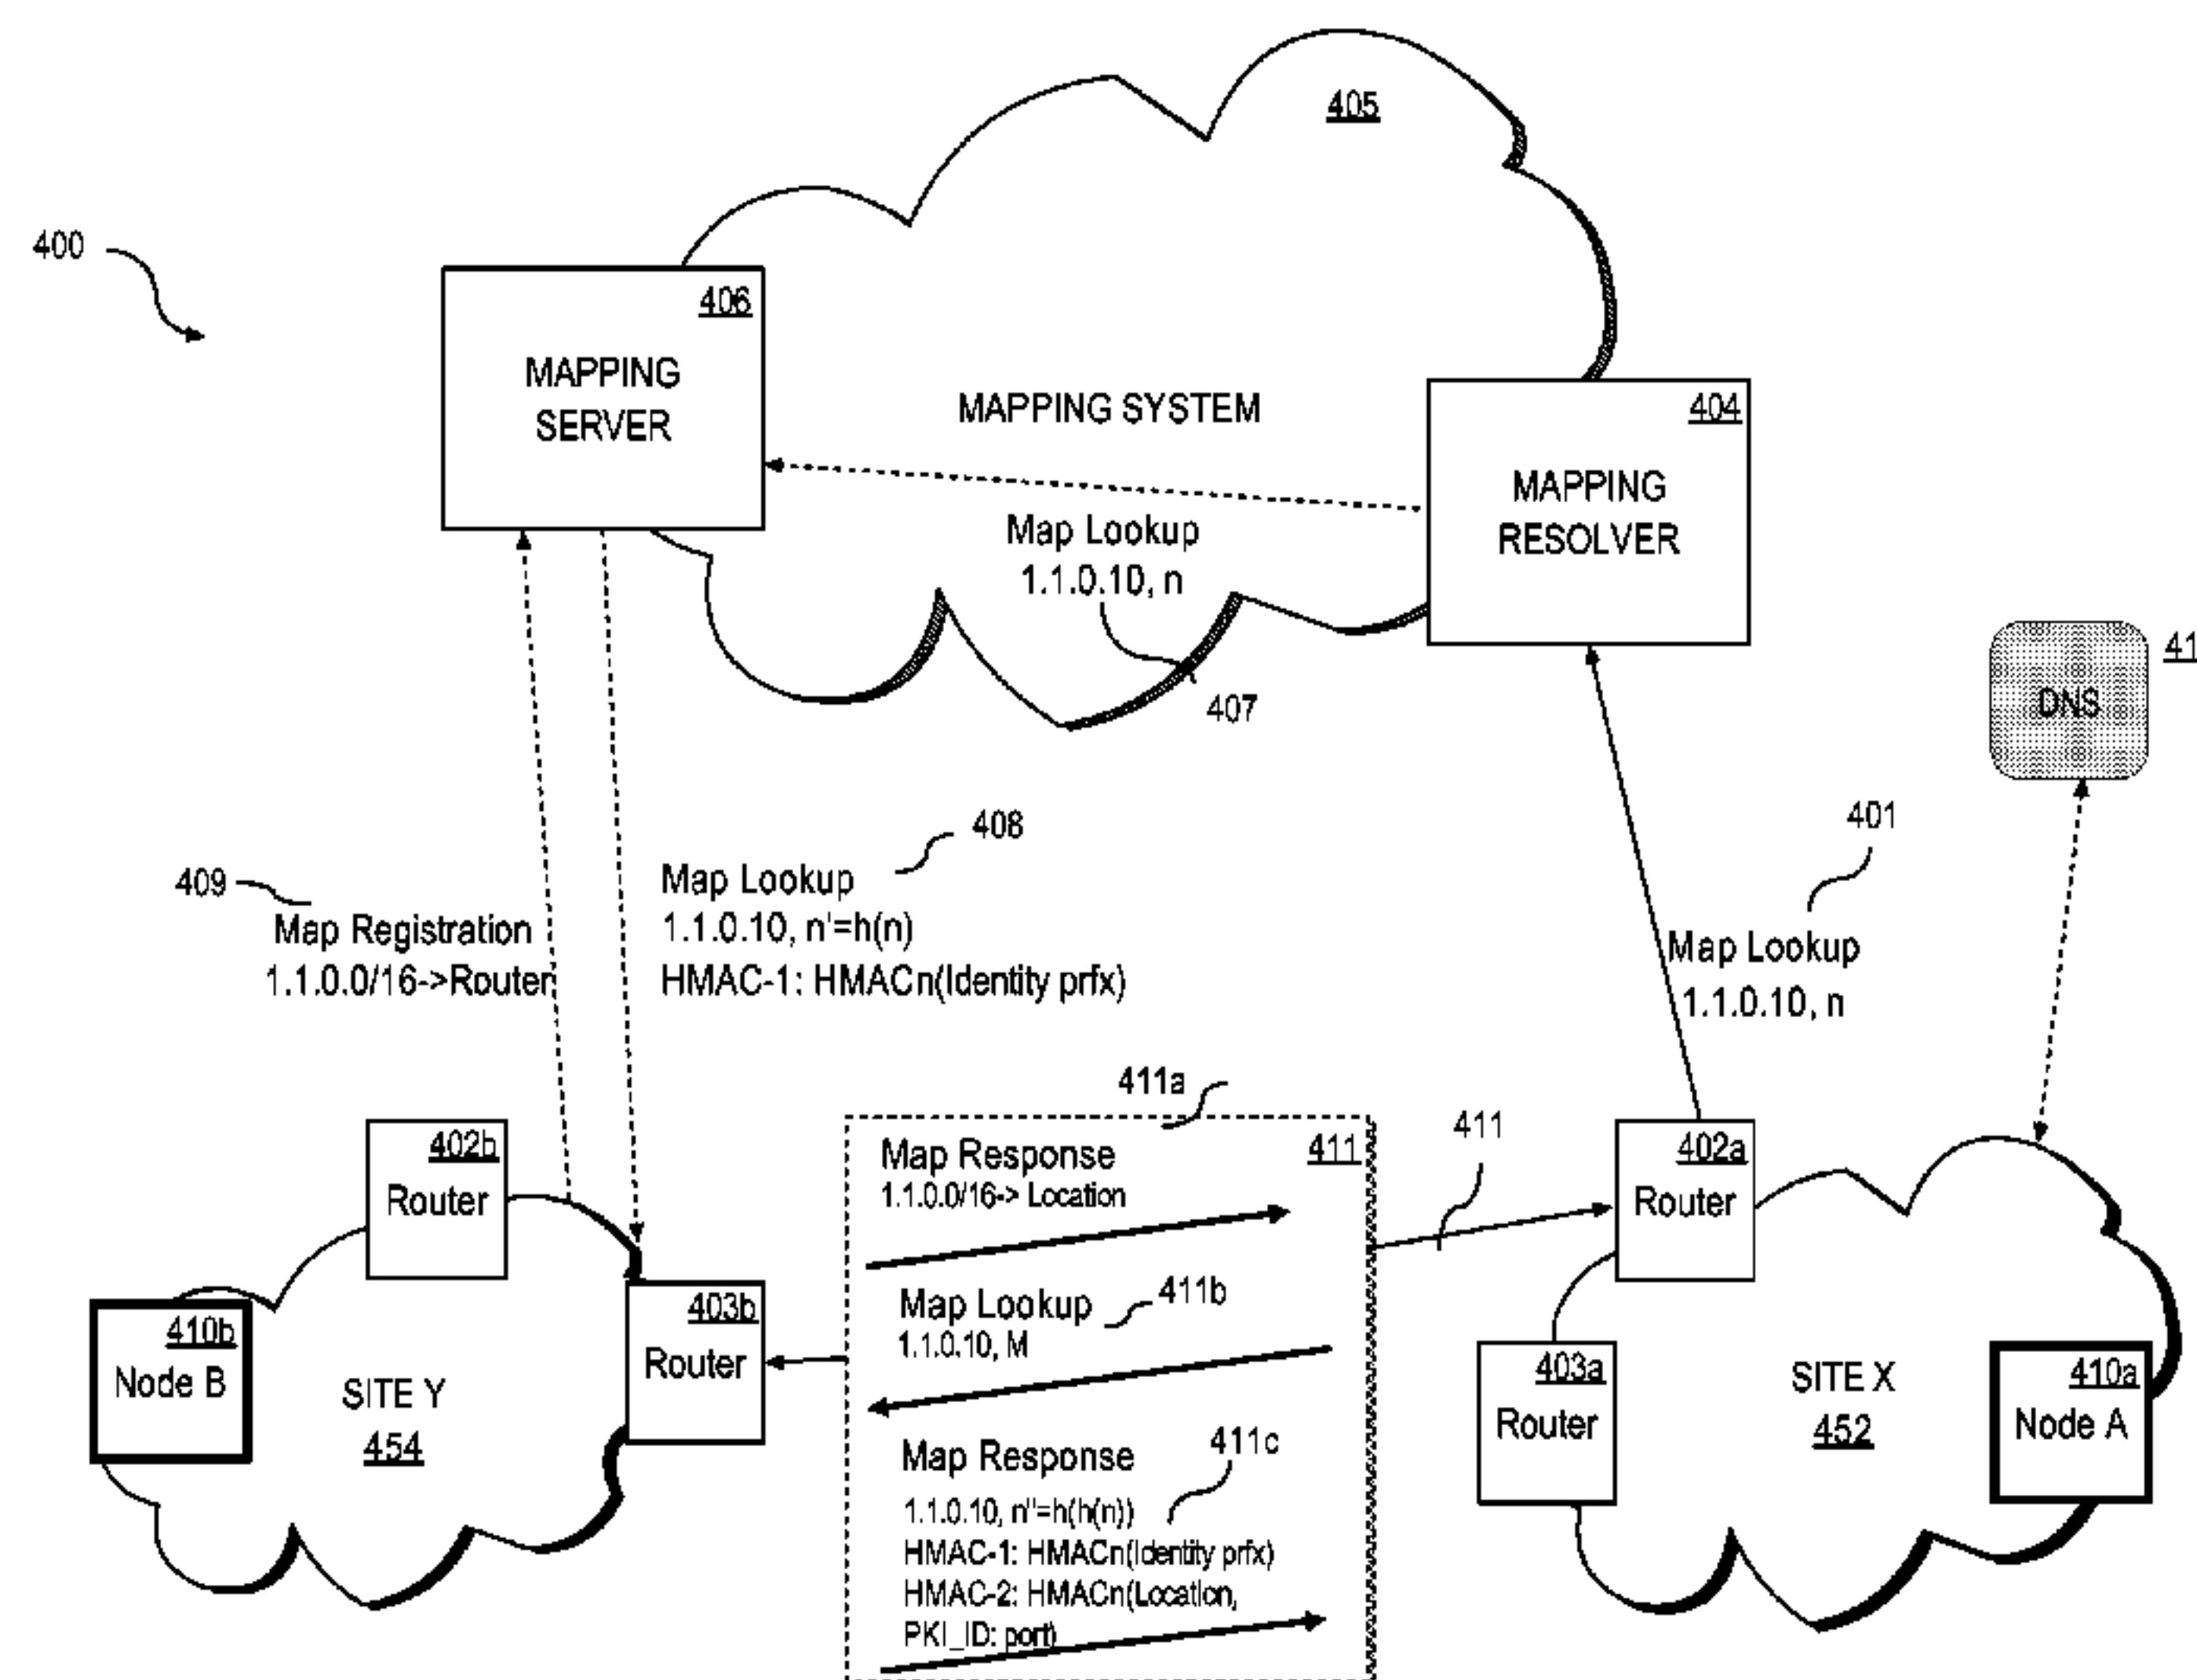 405
400
406
MAPPING
SERVER
MAPPING SYSTEM
404
MAPPING
RESOLVER
Map Lookup
1.1.0.10, n
407
DNS
41
409
Map Registration
1.1.0.0/16->Router
408
Map Lookup
1.1.0.10, n'=h(n)
HMAC-1: HMACn(Identity prfx)
401
Map Lookup
1.1.0.10, n
402b
Router
410b
Node B
SITE Y
454
403b
Router
411a
Map Response
411
1.1.0.0/16-> Location
Map Lookup
411b
1.1.0.10, M
Map Response
411c
1.1.0.10, n"=h(h(n))
HMAC-1: HMACn(Identity prfx)
HMAC-2: HMACn(Location,
PKI_ID: port)
411
402a
Router
403a
Router
SITE X
452
410a
Node A